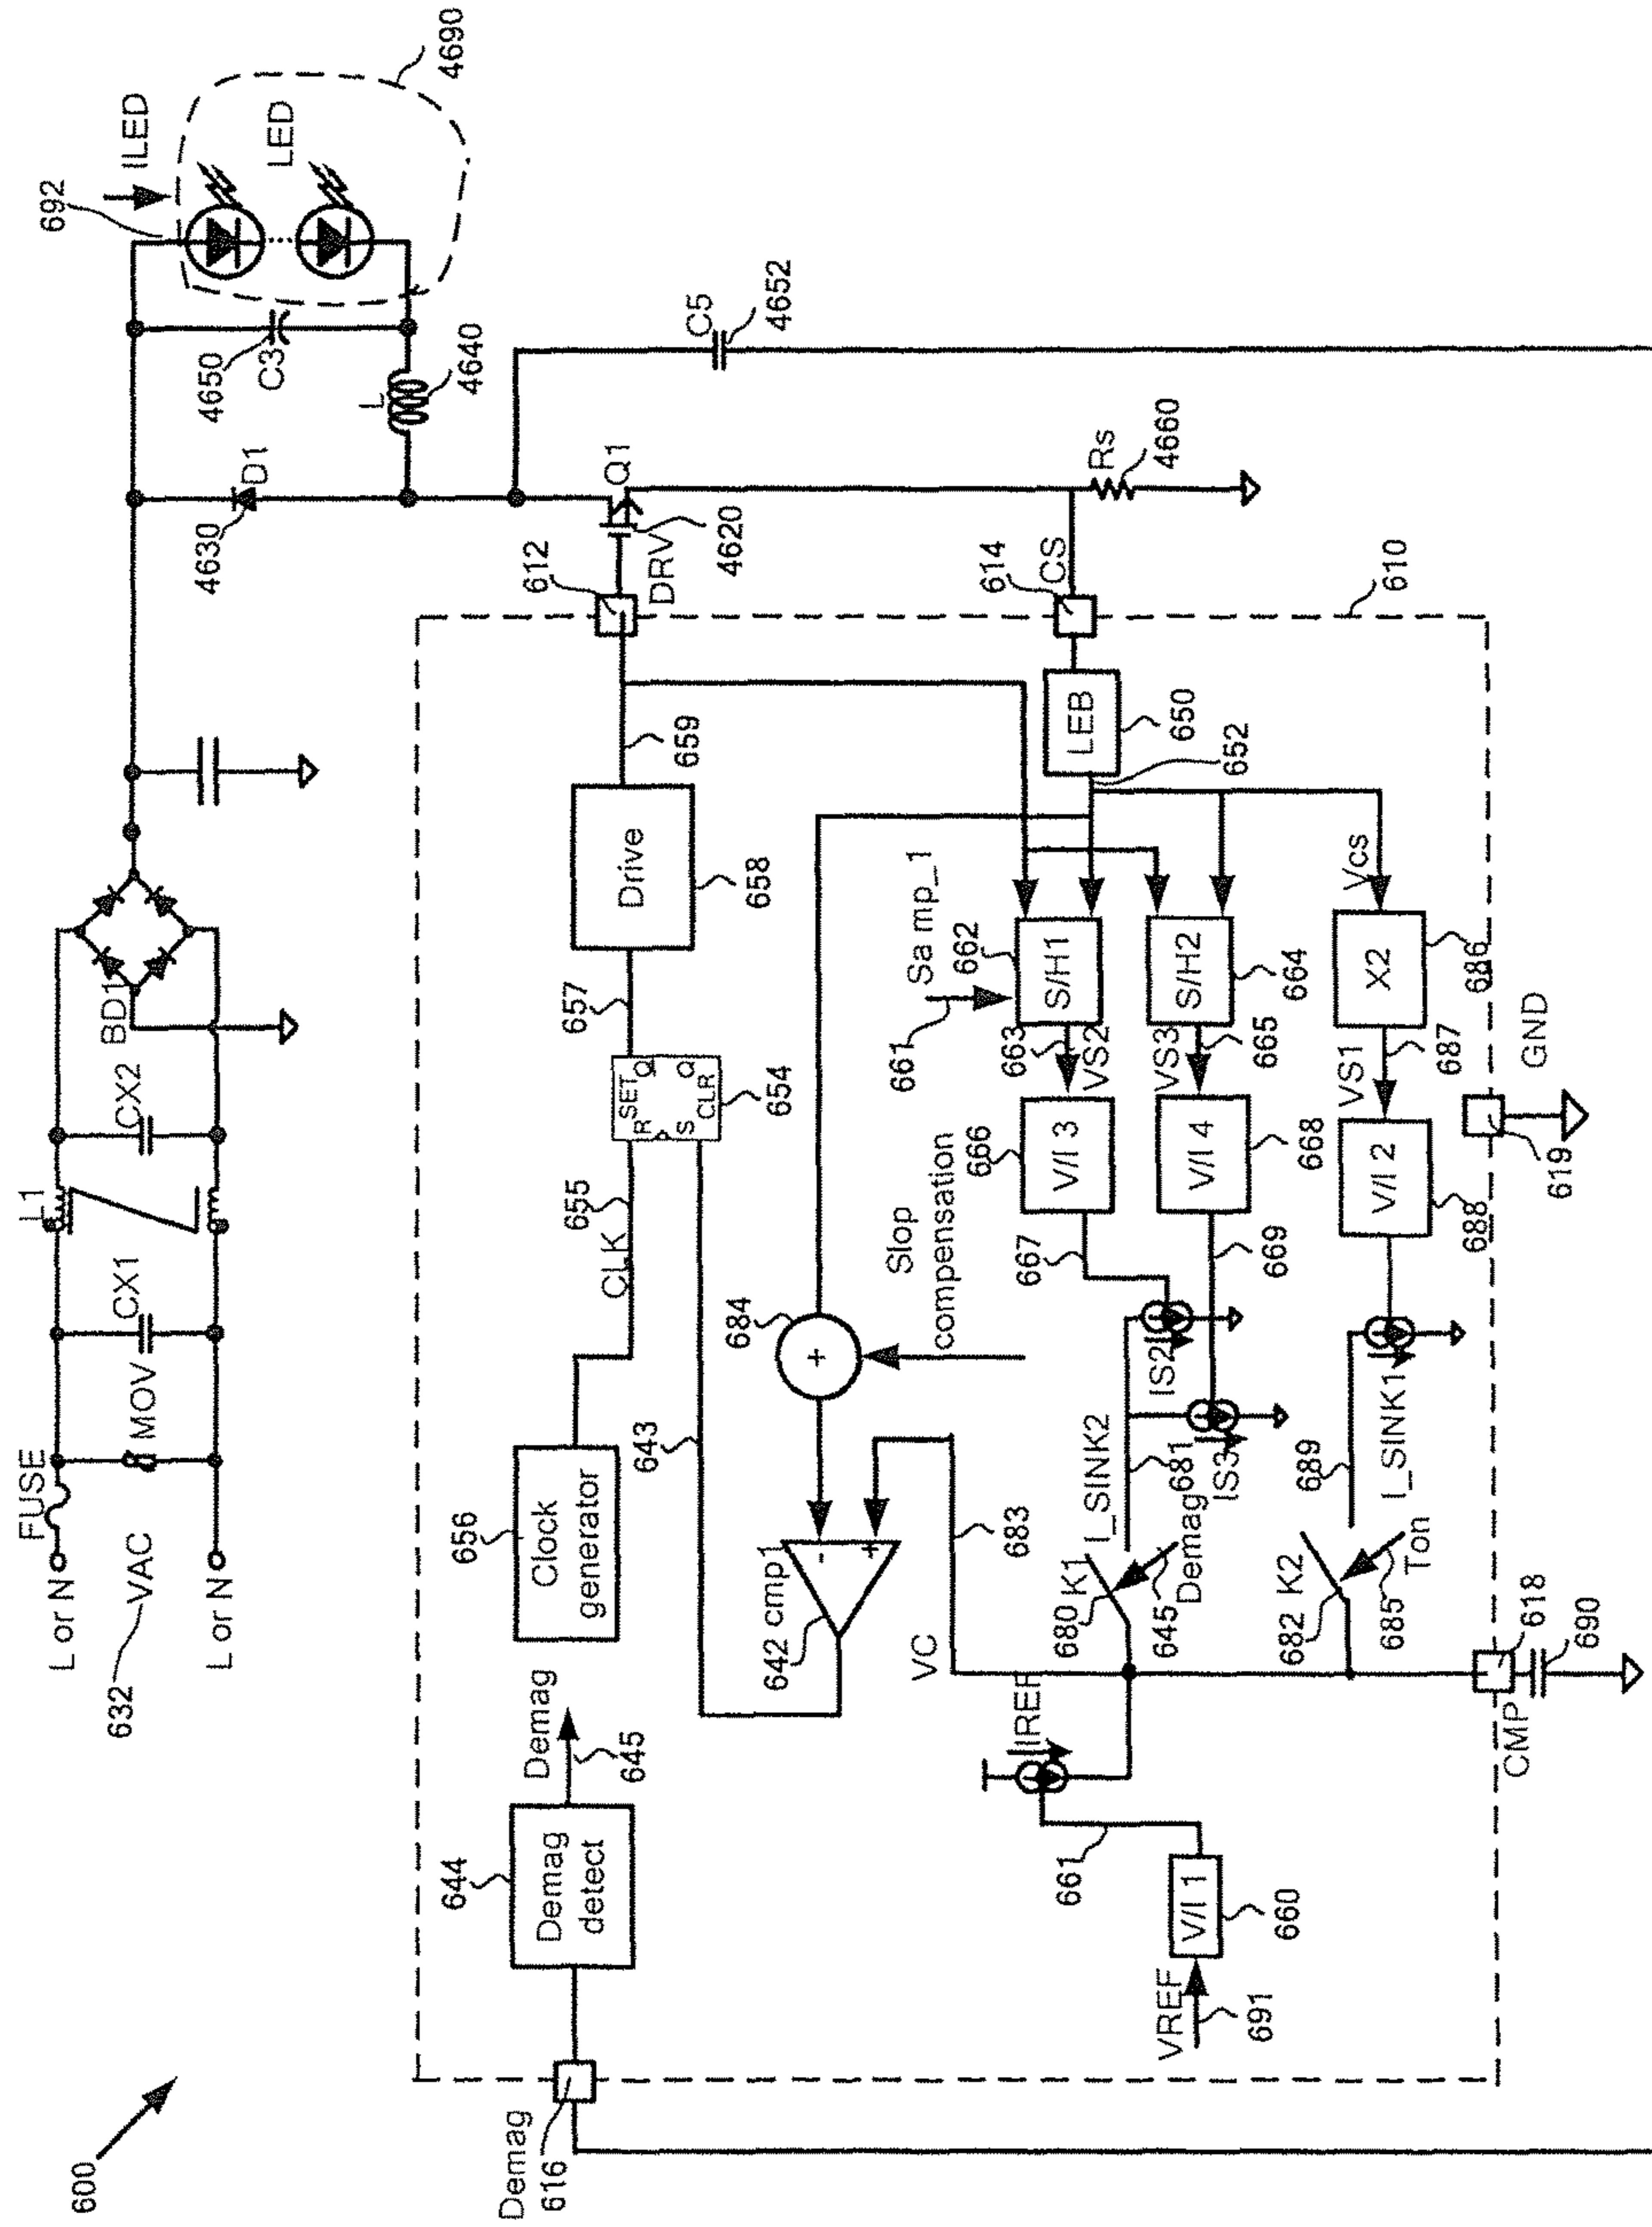 600
632
VAC
L or N
L or N
FUSE
MOV
CX1
L1
CX2
BD1
692
ILED
LED
4690
4650
C3
L
4640
4630
D1
C5
4652
Q1
4620
612
DRV
Rs
4660
614
CS
610
Demag
616
644
Demag
detect
Demag
645
656
Clock
generator
CLK
655
R
SET
Q
S
CLR
Q
654
657
Drive
658
659
642
cmp1
-
+
643
684
+
Slop
compensation
LEB
650
652
Sa mp_1
661
662
S/H1
S/H2
664
Vcs
X2
686
663
VS2
VS3
665
VS1
687
666
V/I 3
V/I 4
668
V/I 2
688
667
669
IS2
IS3
I_SINK2
681
I_SINK1
689
683
VC
680
K1
645
Demag
682
K2
685
Ton
IREF
661
V/I 1
660
VREF
691
CMP
618
690
619
GND